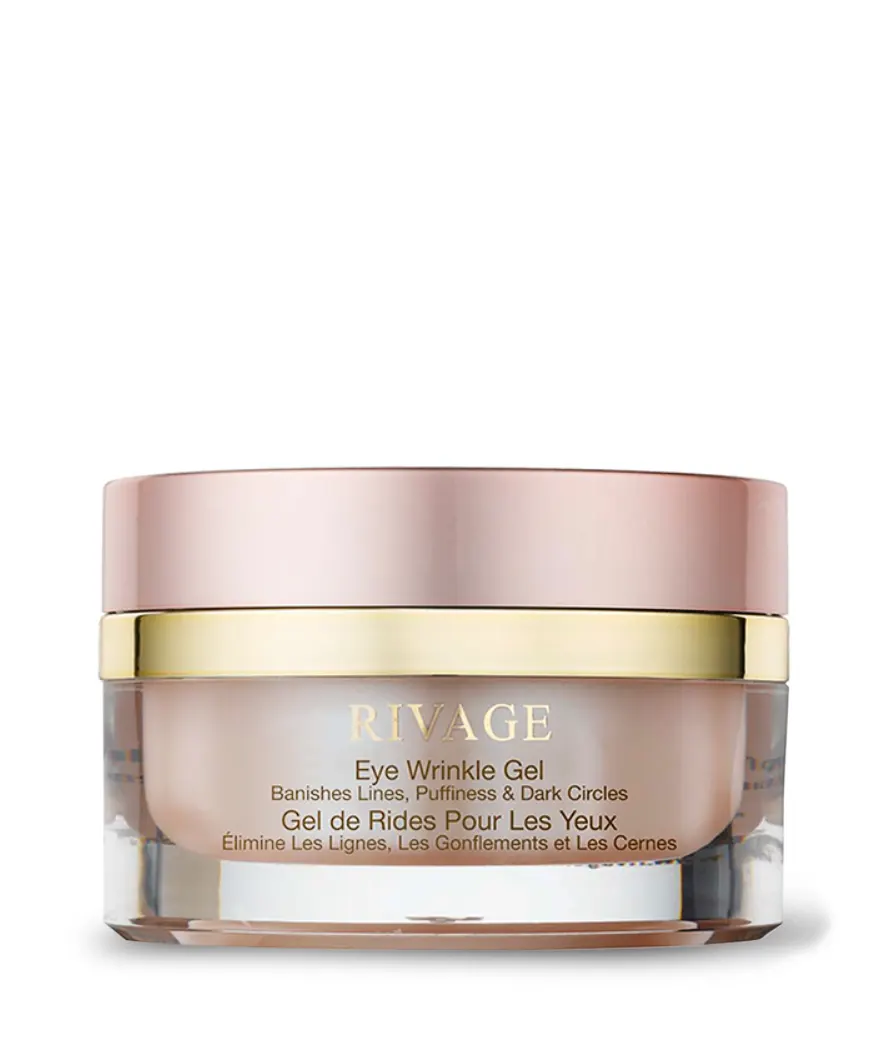 RIVAGE
Eye Wrinkle Gel
Banishes Lines, Puffiness & Dark Circles
Gel de Rides Pour Les Yeux
Élimine Les Lignes, Les Gonflements et Les Cernes